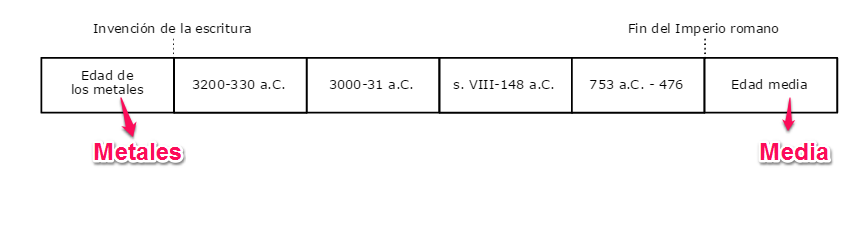 Invención de la escritura
Fin del Imperio romano
Edad de
los metales
3200-330 a.C.
3000-31 a.C.
s. VIII-148 a.C.
753 a.C. - 476
Edad media
Metales
Media